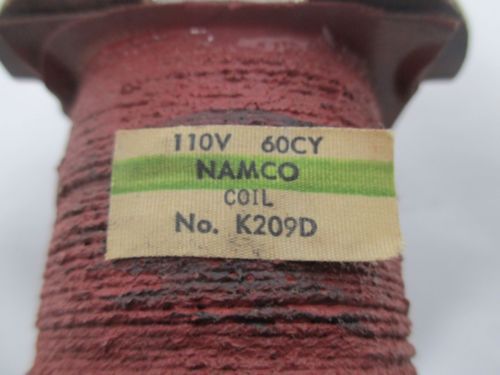 110V 60CY
NAMCO
COIL
No. K209D